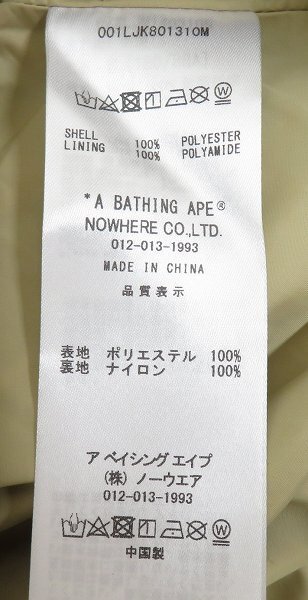 001LJK801310M
SHELL 100% POLYESTER
LINING 100% POLYAMIDE
*A BATHING APE®
NOWHERE CO.,LTD.
012-013-1993
MADE IN CHINA
品質表示
表地 ポリエステル 100%
裏地 ナイロン 100%
ア ベイシング エイプ
(株) ノーウエア
012-013-1993
中国製